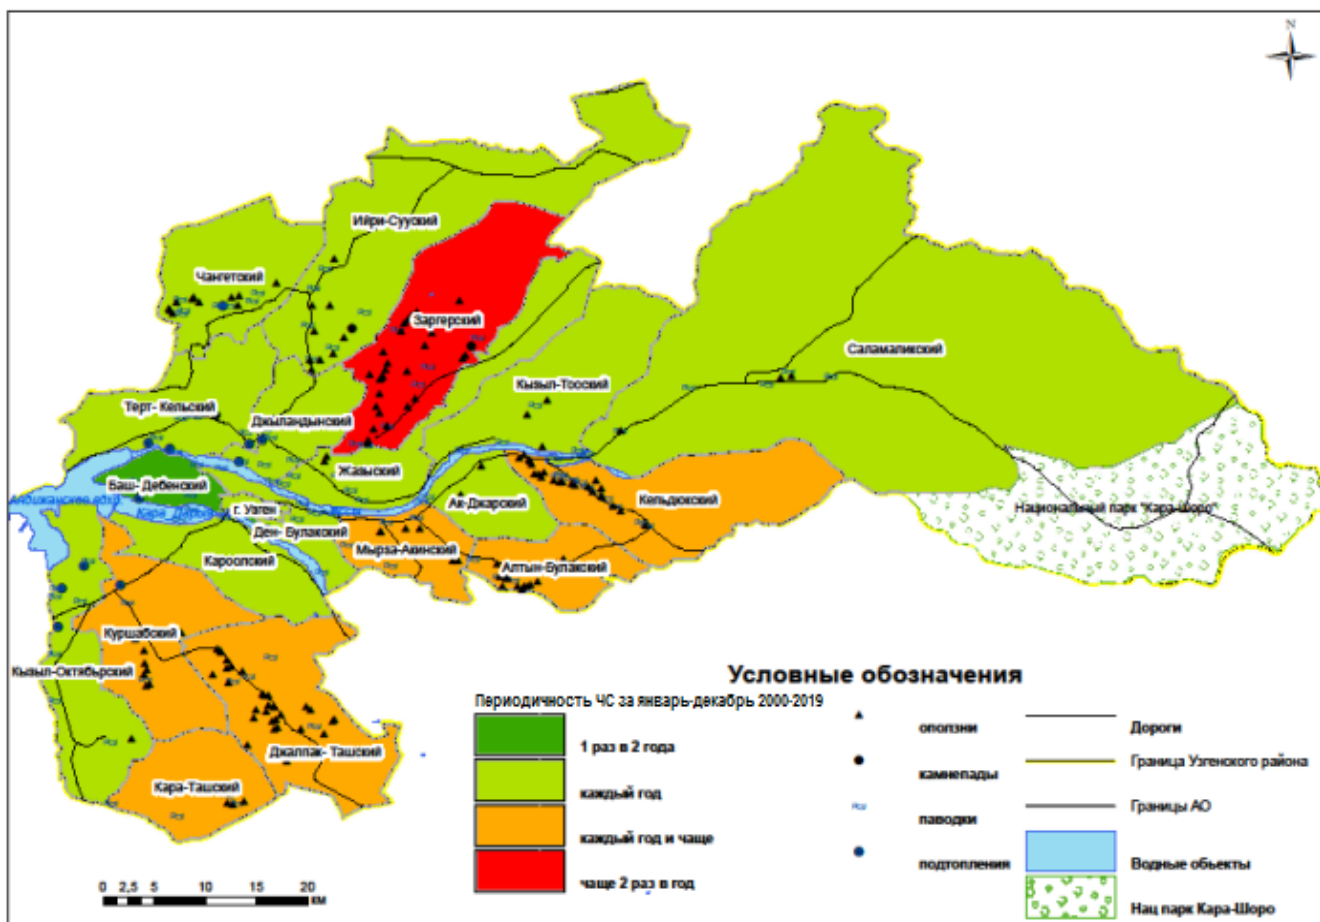 N
Ийри-Сууский
Чангетский
Заргерский
Саламаликский
Кызыл-Тооский
Терт- Кельский
Джыландынский
Жазыский
Баш- Дебенский
Кельдюкский
Ак-Джарский
г. Узген
Национальный парк "Кара-Шоро"
Ден- Булакский
Мырза-Акинский
Кароолский
Алтын-Булакский
Куршабский
Кызыл-Октябрьский
Джалпак- Ташский
Кара-Ташский
Условные обозначения
Периодичность ЧС за январь-декабрь 2000-2019
1 раз в 2 года
каждый год
каждый год и чаще
чаще 2 раз в год
оползни
камнепады
паводки
подтопления
Дороги
Граница Узгенского района
Границы АО
Водные обьекты
Нац парк Кара-Шоро
0 2,5 5 10 15 20
км